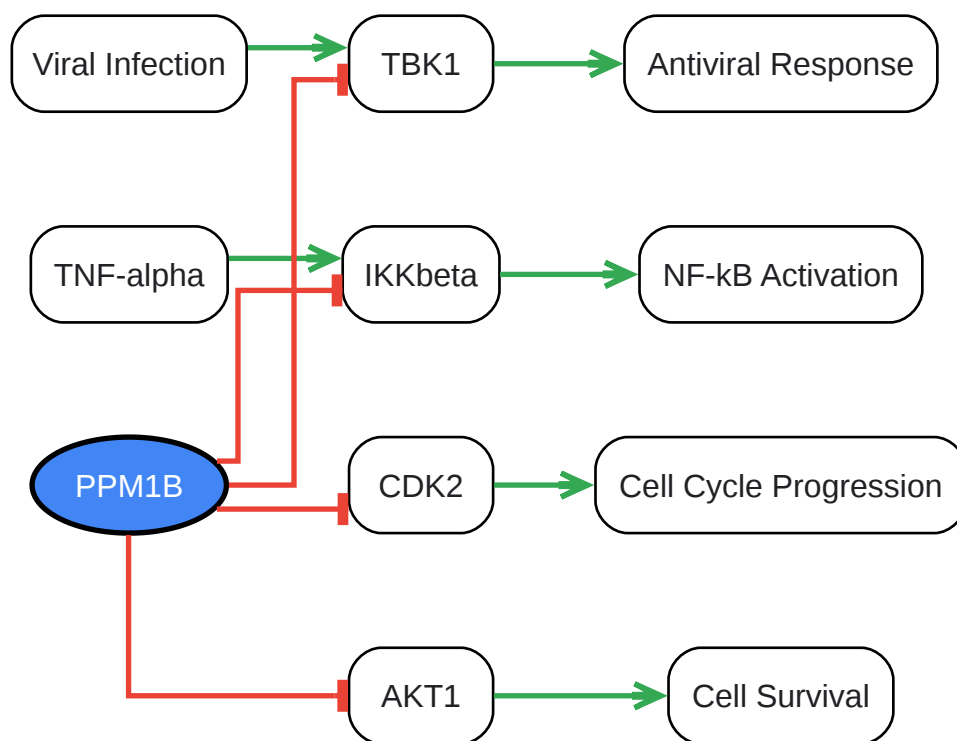 Viral Infection
TBK1
Antiviral Response
TNF-alpha
IKKbeta
NF-kB Activation
PPM1B
CDK2
Cell Cycle Progression
AKT1
Cell Survival